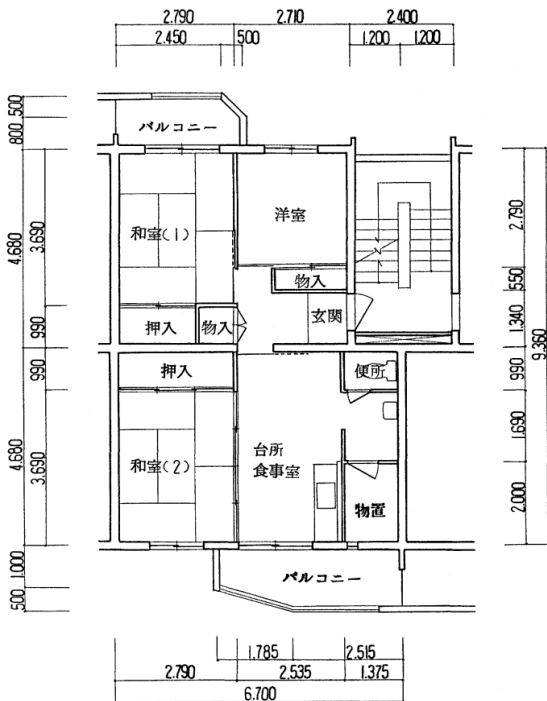 2.790
2.710
2.400
2.450
500
1.200
1.200
500
800
バルコニー
4.680
3.690
990
和室(1)
洋室
物入
押入
物入
玄関
2.790
550
1.340
9.360
990
4.680
3.690
押入
便所
和室(2)
台所
食事室
物置
990
1.690
2.000
1.000
500
バルコニー
1.785
2.515
2.790
2.535
1.375
6.700